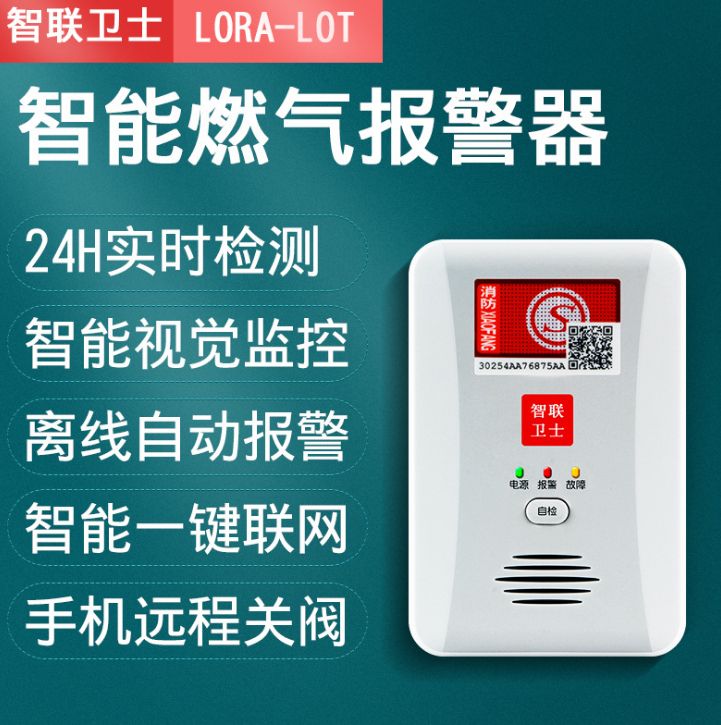 智联卫士
LORA-LOT
智能燃气报警器
24H实时检测
智能视觉监控
离线自动报警
智能一键联网
手机远程关阀
消防
XIAOFANG
S
30254AA76875AA
智联
卫士
电源 报警 故障
自检